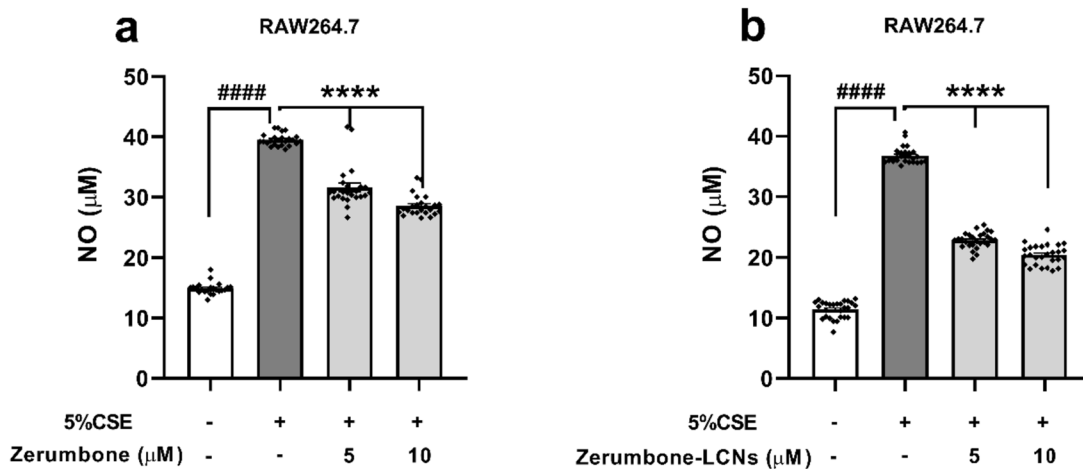 a
RAW264.7
NO (μM)
50
40
30
20
10
0
####
****
5%CSE - + + +
Zerumbone (μM) - - 5 10
b
RAW264.7
NO (μM)
50
40
30
20
10
0
####
****
5%CSE - + + +
Zerumbone-LCNs (μM) - - 5 10